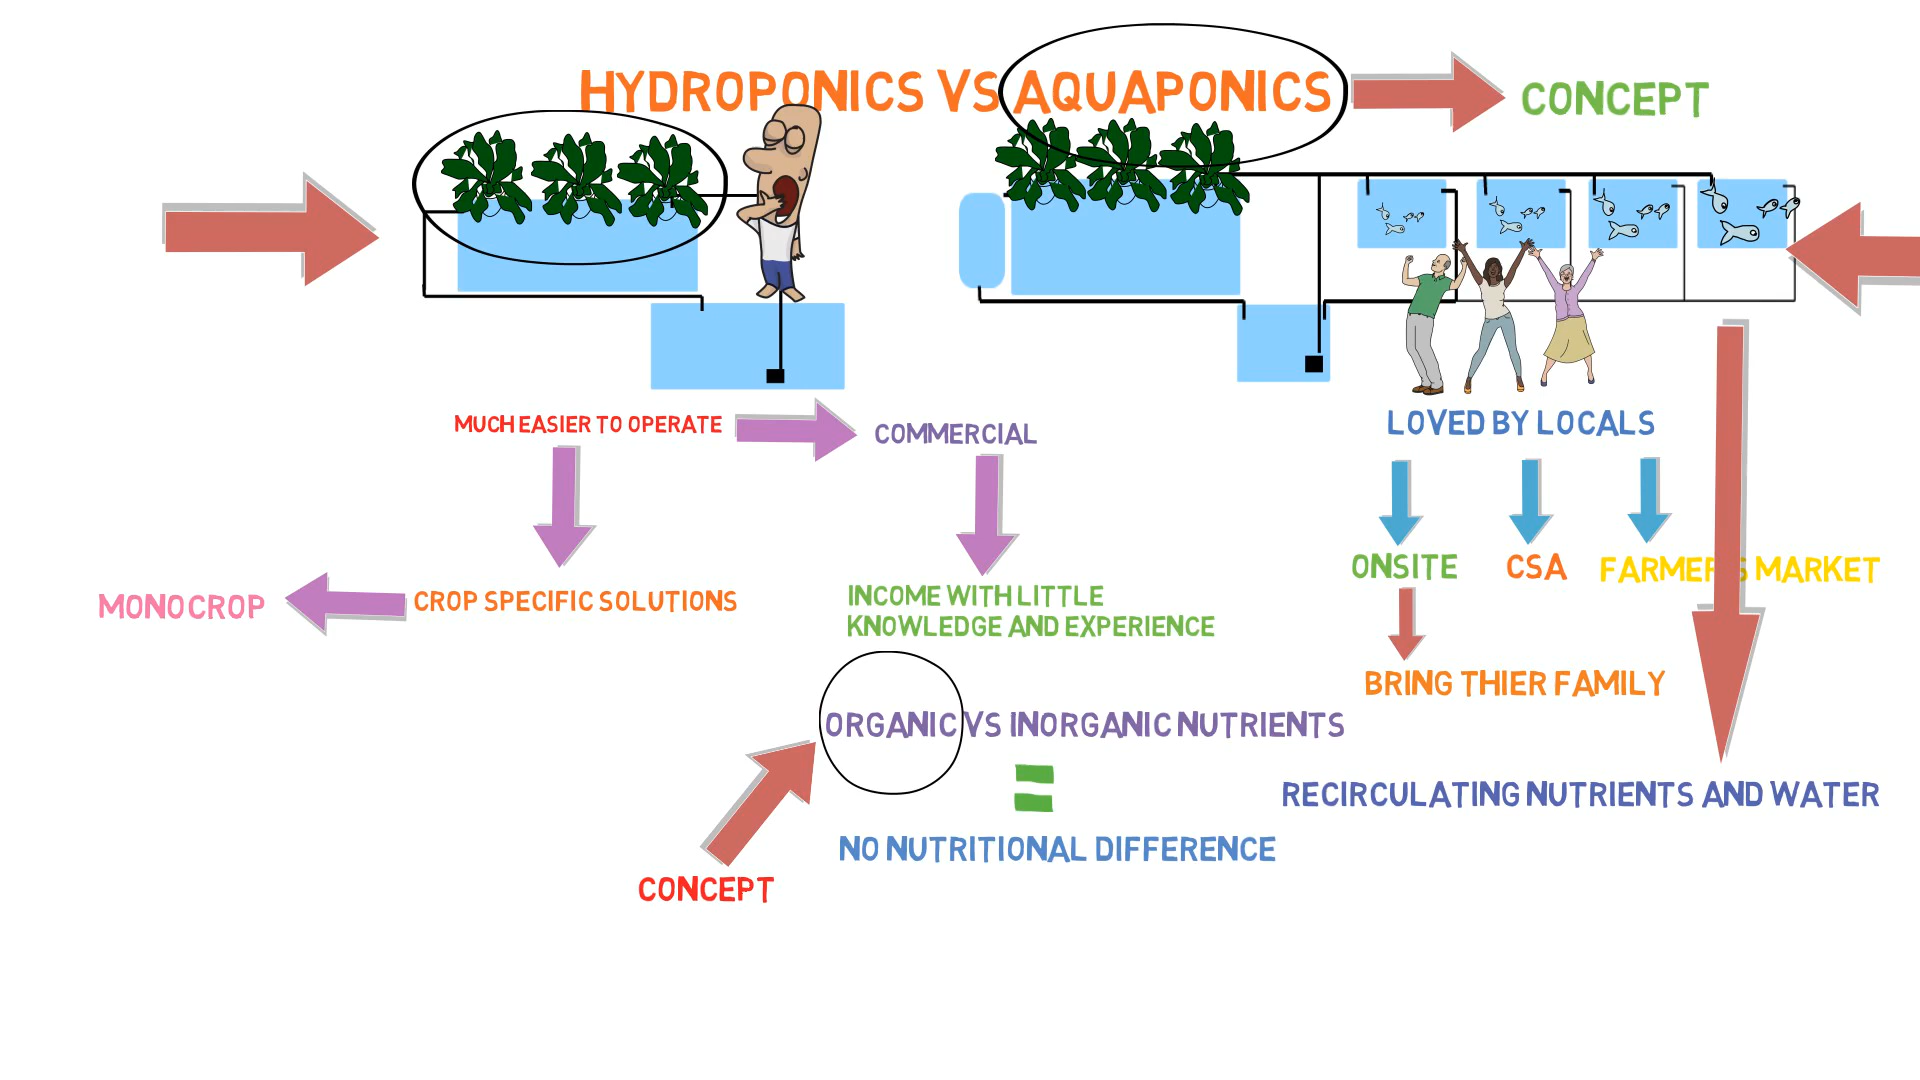 HYDROPONICS VS AQUAPONICS
CONCEPT
MUCH EASIER TO OPERATE
COMMERCIAL
LOVED BY LOCALS
ONSITE
CSA
FARMERS MARKET
MONOCROP
CROP SPECIFIC SOLUTIONS
INCOME WITH LITTLE
KNOWLEDGE AND EXPERIENCE
BRING THIER FAMILY
ORGANIC VS INORGANIC NUTRIENTS
RECIRCULATING NUTRIENTS AND WATER
NO NUTRITIONAL DIFFERENCE
CONCEPT